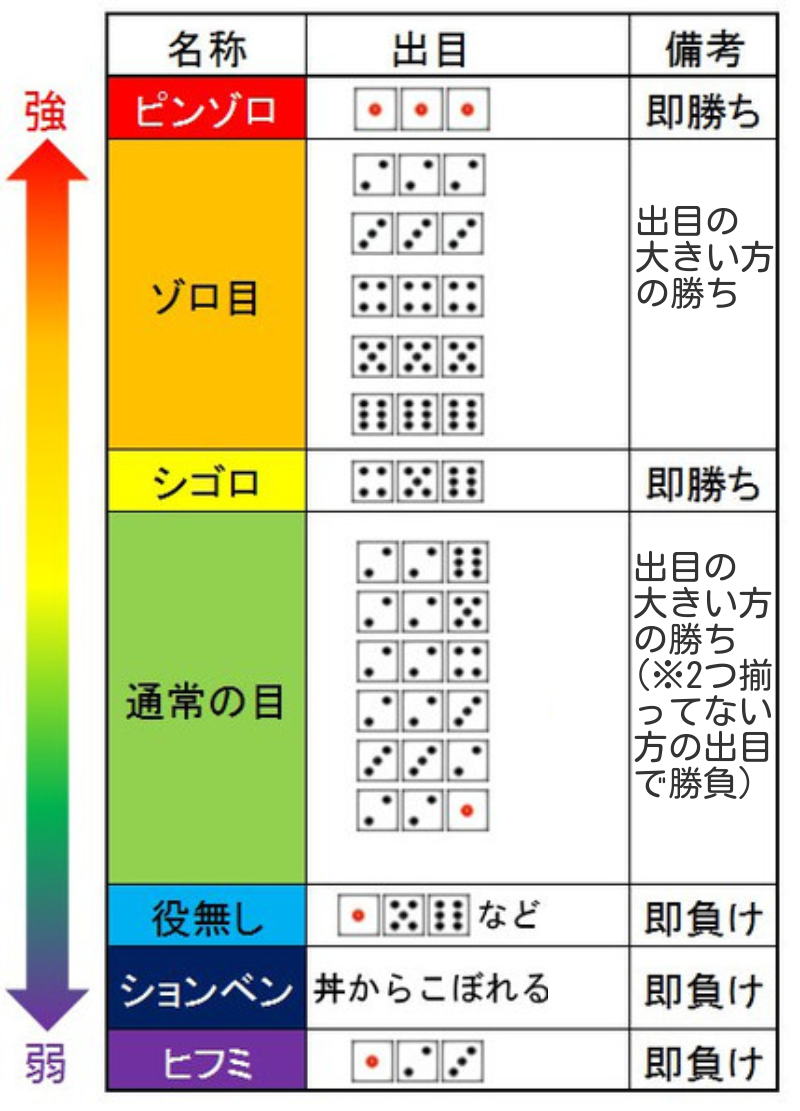 名称 出目 備考
強
ピンゾロ 即勝ち
ゾロ目
出目の
大きい方
の勝ち
シゴロ 即勝ち
通常の目
出目の
大きい方
の勝ち
（※2つ揃
ってない
方の出目
で勝負）
役無し など 即負け
ションベン 丼からこぼれる 即負け
弱
ヒフミ 即負け